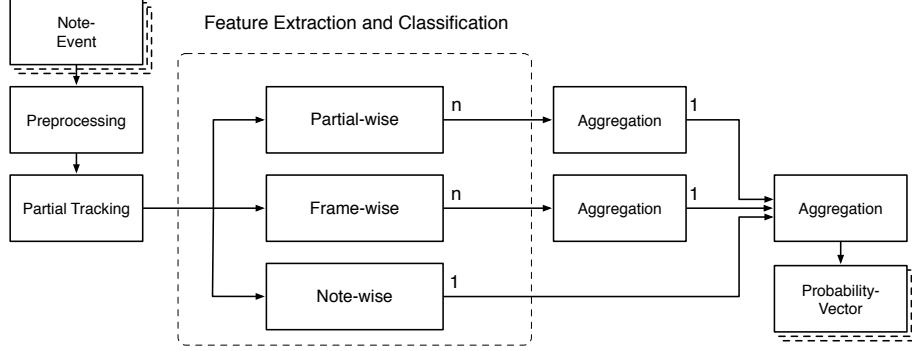 Note-
Event
Feature Extraction and Classification
Preprocessing
Partial Tracking
Partial-wise
n
Aggregation
1
Frame-wise
n
Aggregation
1
Note-wise
1
Aggregation
Probability-
Vector